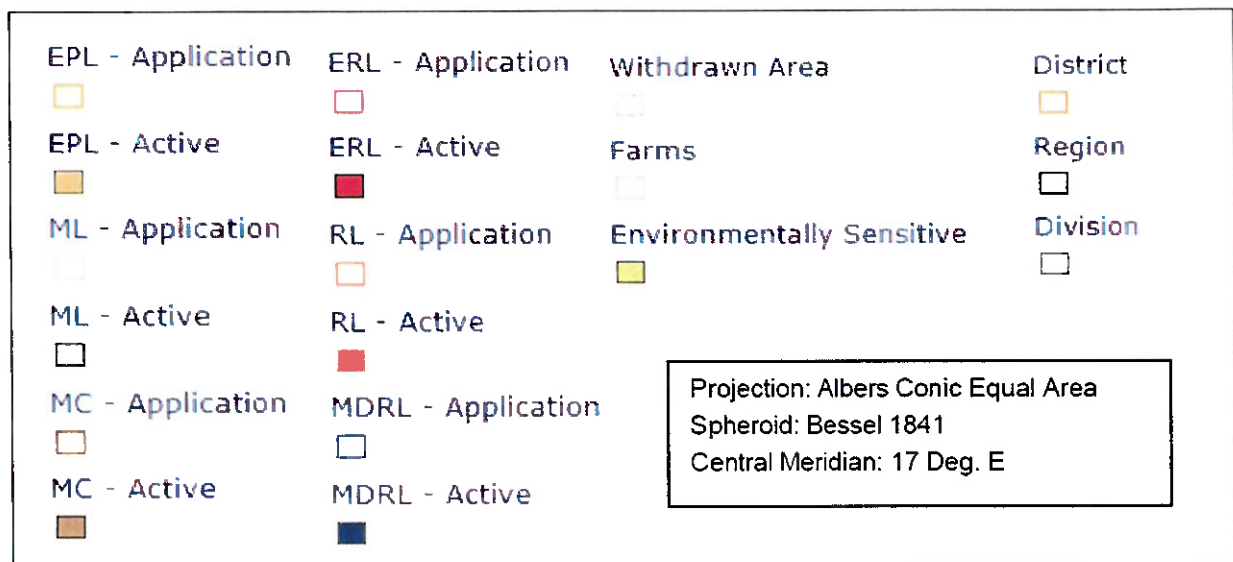 EPL - Application
EPL - Active
ML - Application
ML - Active
MC - Application
MC - Active
ERL - Application
ERL - Active
RL - Application
RL - Active
MDRL - Application
MDRL - Active
Withdrawn Area
Farms
Environmentally Sensitive
District
Region
Division
Projection: Albers Conic Equal Area
Spheroid: Bessel 1841
Central Meridian: 17 Deg. E